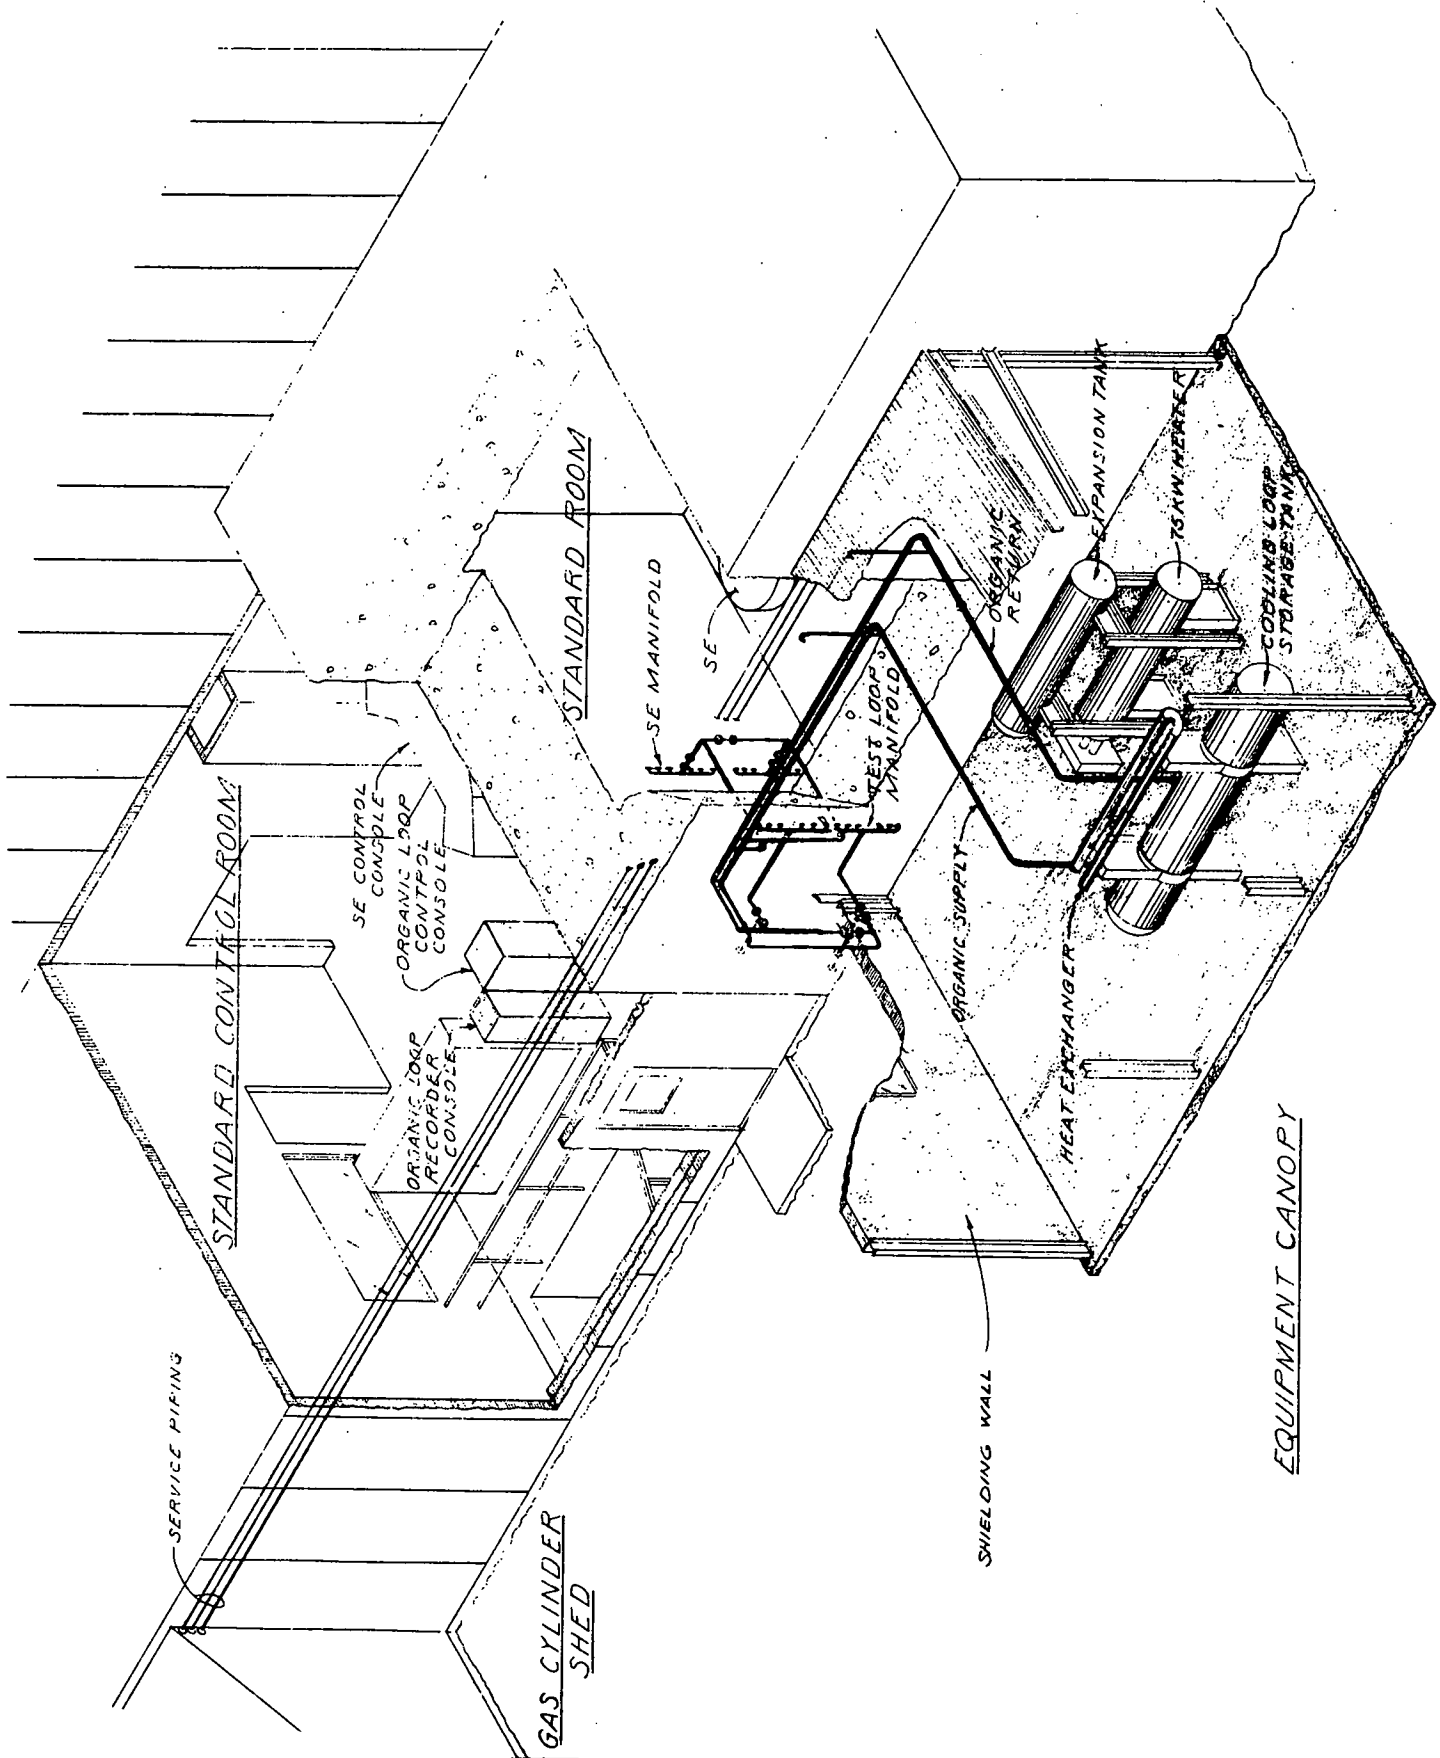 SERVICE PIPING
GAS CYLINDER
SHED
STANDARD CONTROL ROOM
SE CONTROL
CONSOLE
ORGANIC LOOP
CONTROL
CONSOLE
ORGANIC LOOP
RECORDER
CONSOLE
STANDARD ROOM
SE MANIFOLD
SE
TEST LOOP
MANIFOLD
ORGANIC
RETURN
ORGANIC SUPPLY
EXPANSION TANK
75 KW HEATER
COOLING LOOP
STORAGE TANK
HEAT EXCHANGER
SHIELDING WALL
EQUIPMENT CANOPY